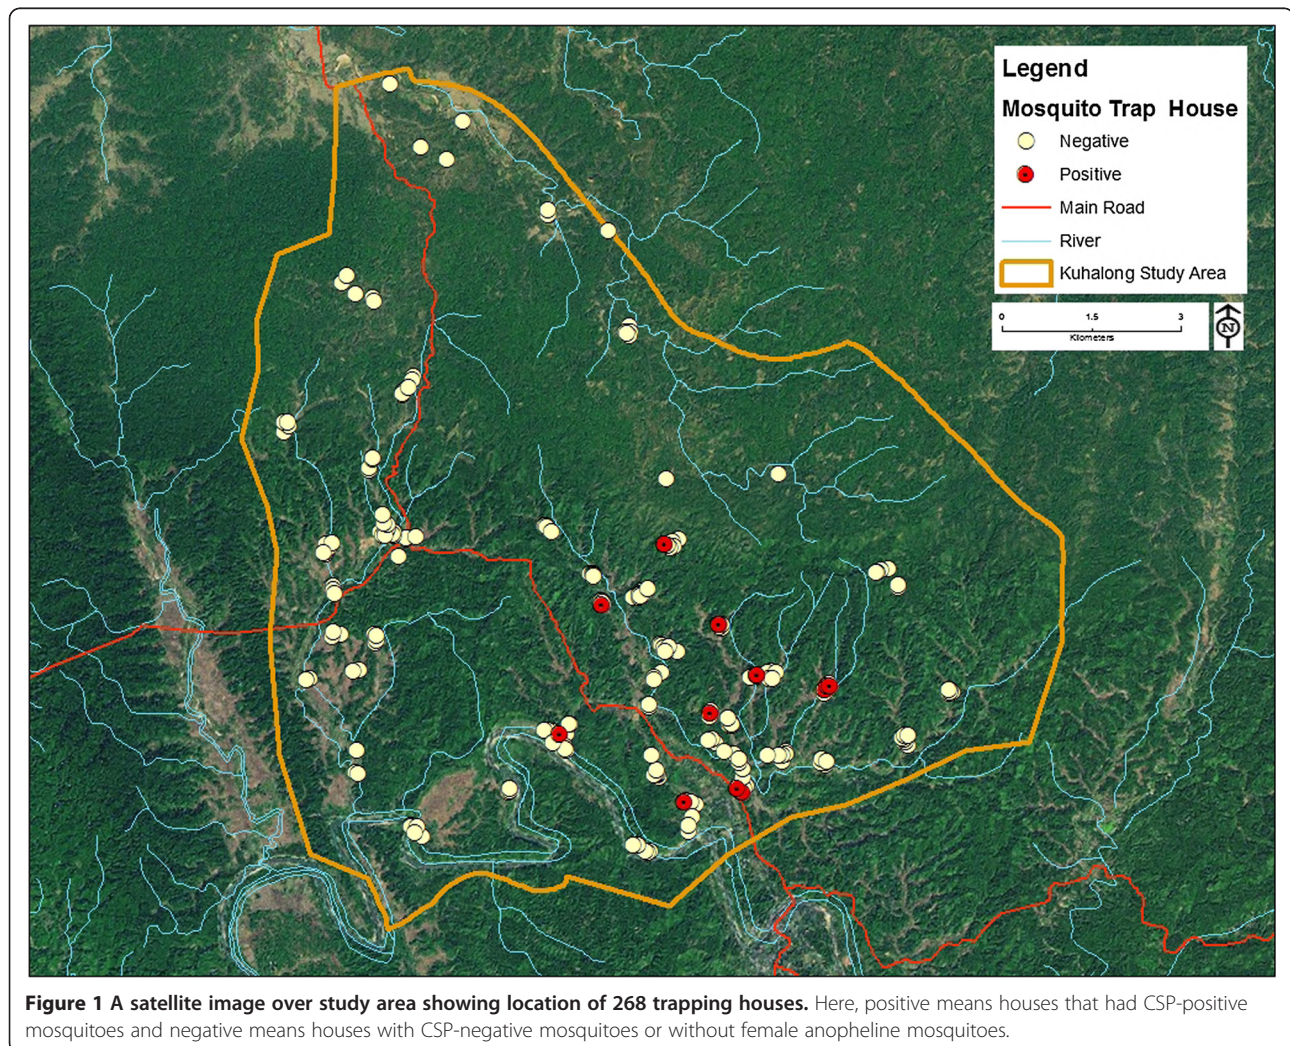 Legend
Mosquito Trap House
Negative
Positive
Main Road
River
Kuhalong Study Area
0 1.5 3
Kilometers
N
Figure 1 A satellite image over study area showing location of 268 trapping houses. Here, positive means houses that had CSP-positive
mosquitoes and negative means houses with CSP-negative mosquitoes or without female anopheline mosquitoes.